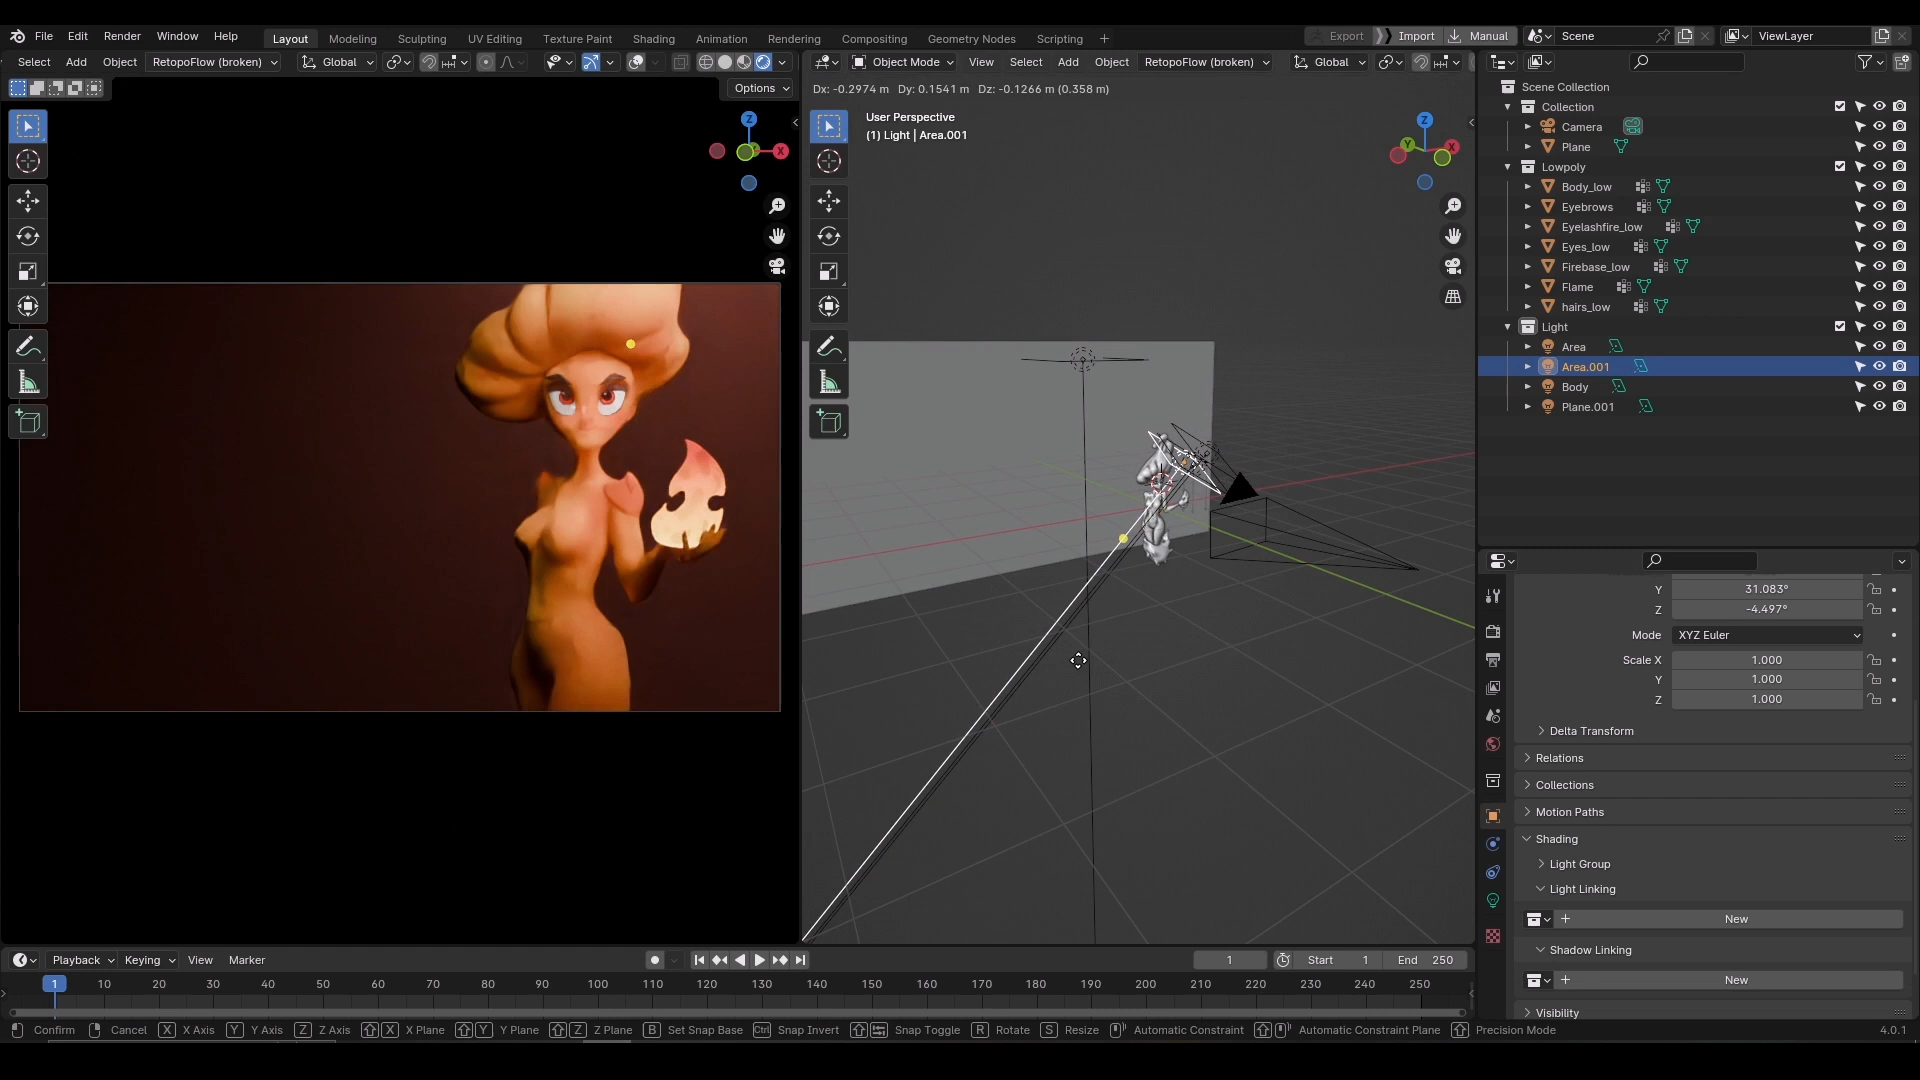 File Edit Render Window Help Layout Modeling Sculpting UV Editing Texture Paint Shading Animation Rendering Compositing Geometry Nodes Scripting + Export Import Manual Scene ViewLayer
Select Add Object RetopoFlow (broken) Global Object Mode View Select Add Object RetopoFlow (broken) Global
Options
Dx: -0.2974 m Dy: 0.1541 m Dz: -0.1266 m (0.358 m)
User Perspective
(1) Light | Area.001
Z
X
Z
Y
X
Scene Collection
Collection
Camera
Plane
Lowpoly
Body_low
Eyebrows
Eyelashfire_low
Eyes_low
Firebase_low
Flame
hairs_low
Light
Area
Area.001
Body
Plane.001
Y 31.083°
Z -4.497°
Mode XYZ Euler
Scale X 1.000
Y 1.000
Z 1.000
Delta Transform
Relations
Collections
Motion Paths
Shading
Light Group
Light Linking
+ New
Shadow Linking
+ New
Visibility
Playback Keying View Marker 1 Start 1 End 250
1 10 20 30 40 50 60 70 80 90 100 110 120 130 140 150 160 170 180 190 200 210 220 230 240 250
Confirm Cancel X X Axis Y Y Axis Z Z Axis X X Plane Y Y Plane Z Z Plane B Set Snap Base Ctrl Snap Invert Snap Toggle R Rotate S Resize Automatic Constraint Automatic Constraint Plane Precision Mode 4.0.1